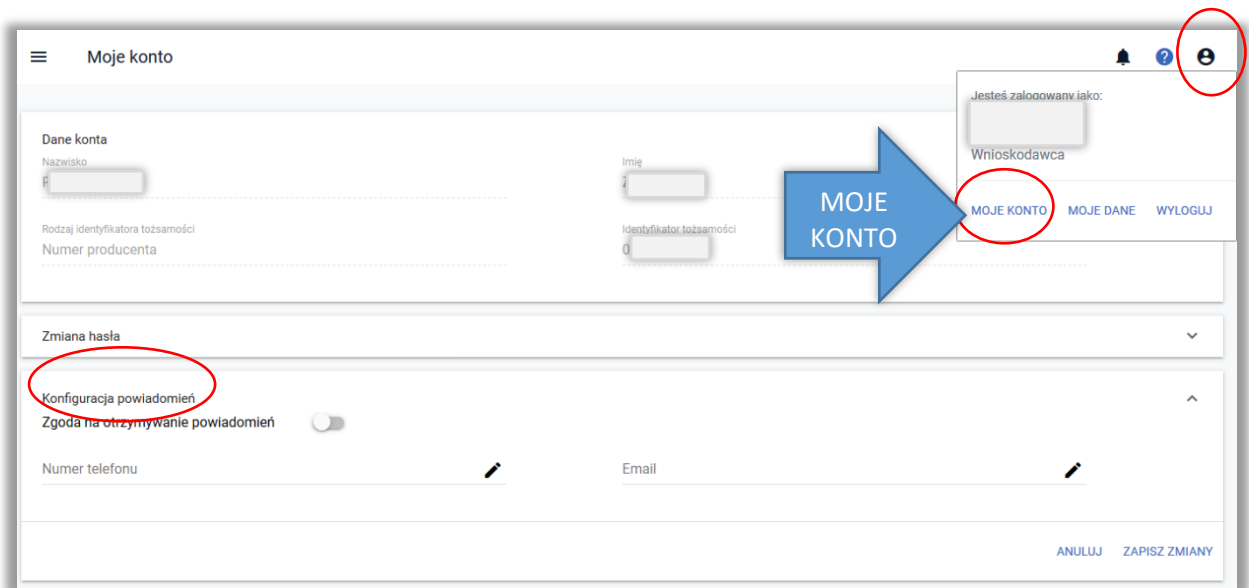 Moje konto
?
Jesteś zalogowany jako:
Wnioskodawca
MOJE KONTO MOJE DANE WYLOGUJ
MOJE
KONTO
Dane konta
Nazwisko
Imię
Rodzaj identyfikatora tożsamości
Numer producenta
Identyfikator tożsamości
0
Zmiana hasła
Konfiguracja powiadomień
Zgoda na otrzymywanie powiadomień
Numer telefonu
Email
ANULUJ ZAPISZ ZMIANY